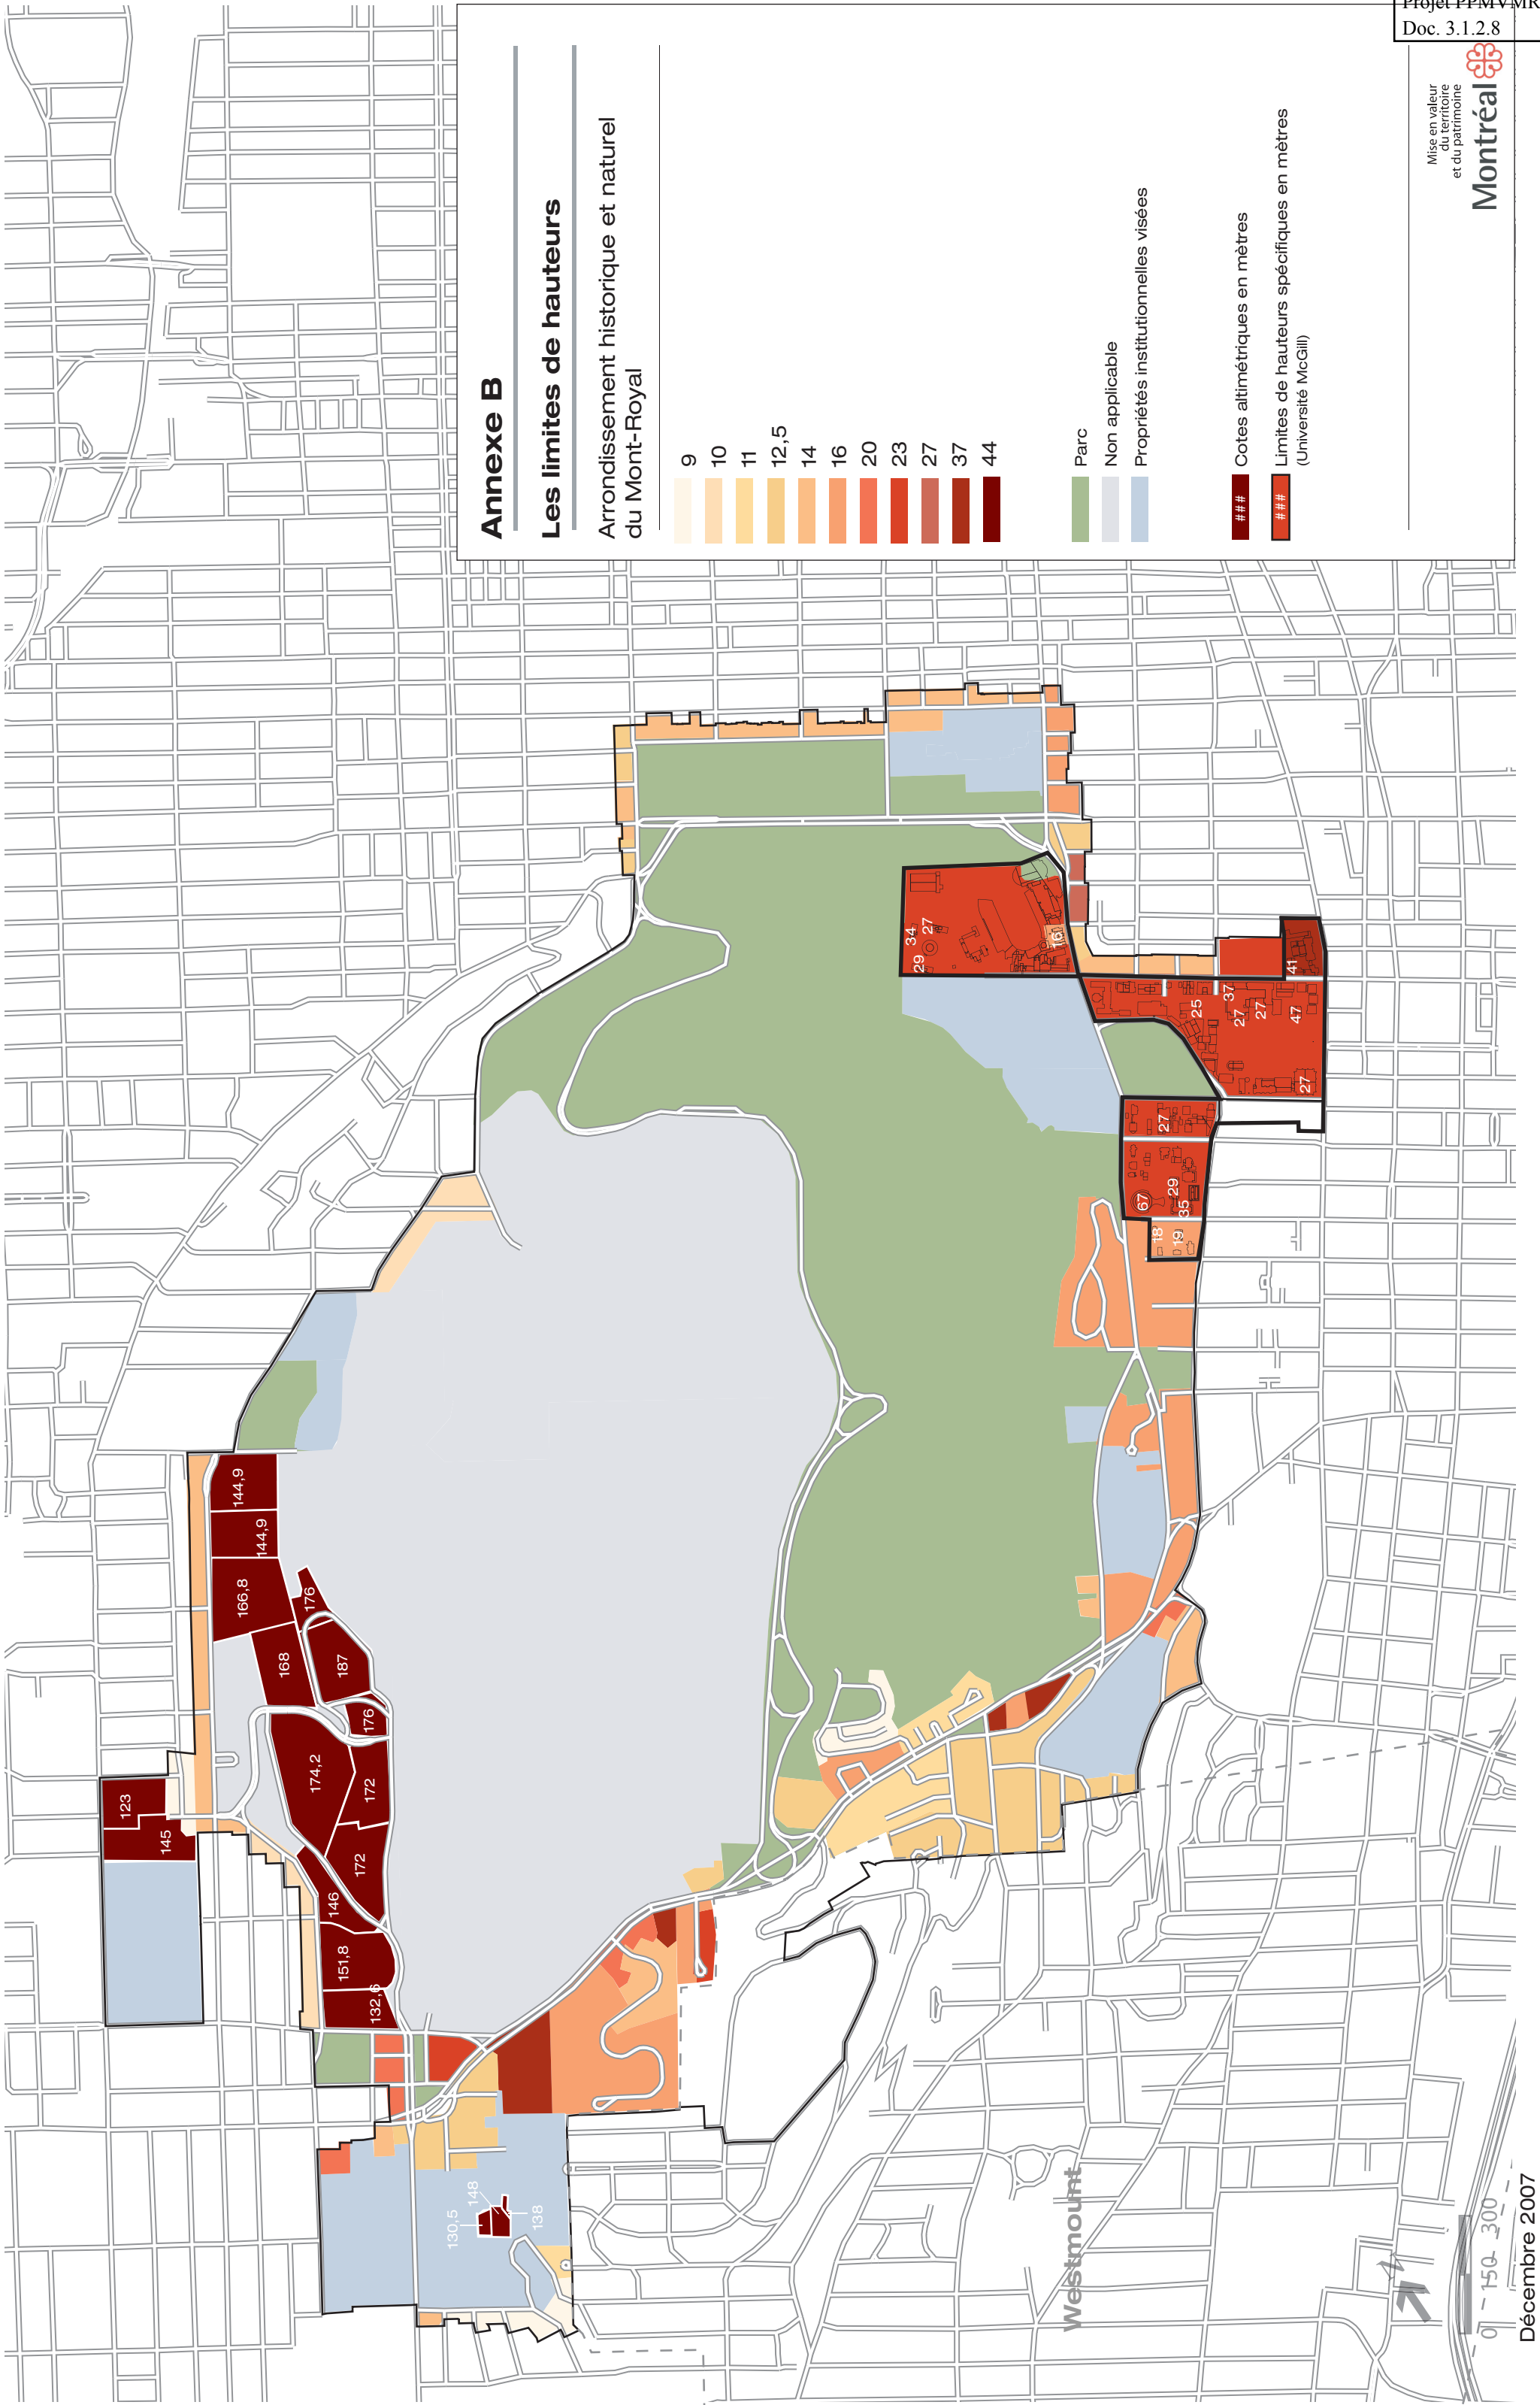 Projet PPMVMR
Doc. 3.1.2.8
Annexe B
Les limites de hauteurs
Arrondissement historique et naturel
du Mont-Royal
9
10
11
12,5
14
16
20
23
27
37
44
Parc
Non applicable
Propriétés institutionnelles visées
### Cotes altimétriques en mètres
### Limites de hauteurs spécifiques en mètres
(Université McGill)
Mise en valeur
du territoire
et du patrimoine
Montréal
130,5
148
138
132,6
151,8
146
145
123
172
172
174,2
176
187
168
176
166,8
144,9
144,9
34
27
29
16
41
25
37
27
27
47
27
27
67
29
35
18
19
Westmount
N
0 150 300
Décembre 2007